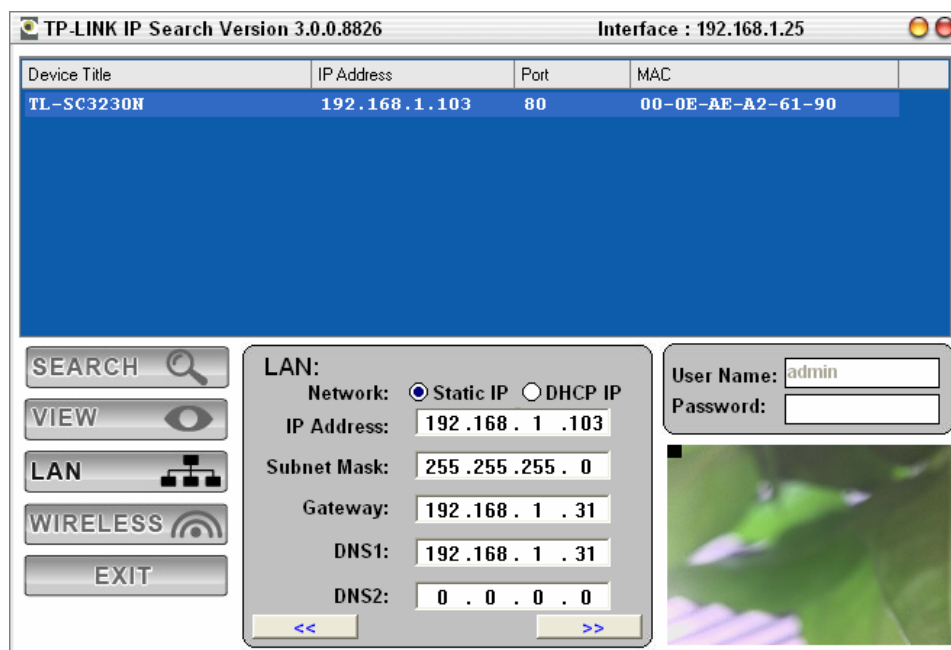 TP-LINK IP Search Version 3.0.0.8826 Interface : 192.168.1.25
Device Title IP Address Port MAC
TL-SC3230N 192.168.1.103 80 00-0E-AE-A2-61-90
SEARCH
VIEW
LAN
WIRELESS
EXIT
LAN:
Network: Static IP DHCP IP
IP Address: 192.168. 1 .103
Subnet Mask: 255.255.255. 0
Gateway: 192.168. 1 .31
DNS1: 192.168. 1 .31
DNS2: 0 . 0 . 0 . 0
<< >>
User Name: admin
Password: